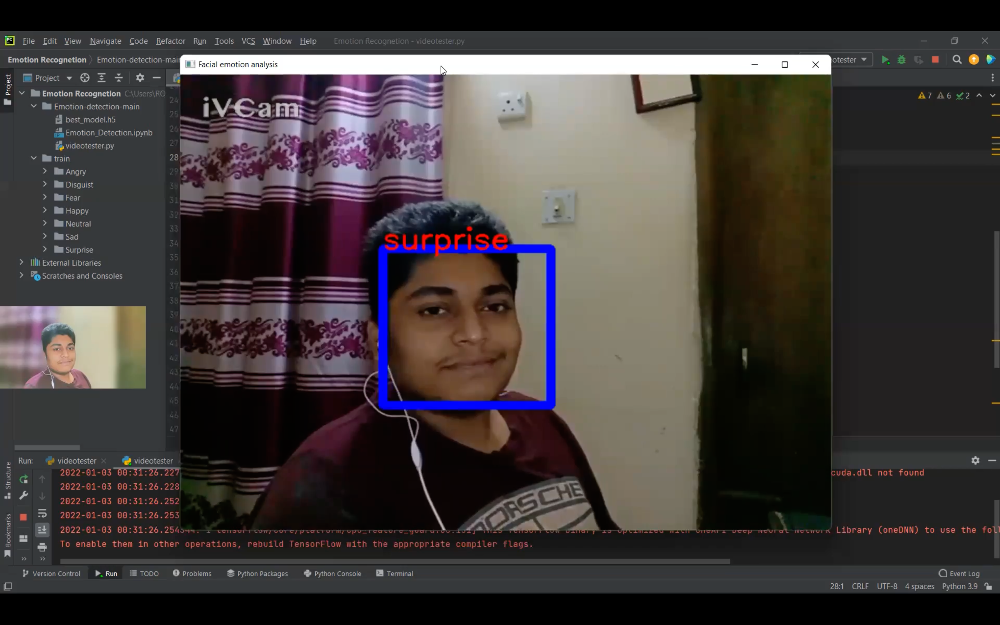 File Edit View Navigate Code Refactor Run Tools VCS Window Help Emotion Recognetion - videotester.py
Emotion Recognetion Emotion-detection-main
Facial emotion analysis
Project
Project
Emotion Recognetion C:\Users\RO
7 6 2
Emotion-detection-main
best_model.h5
Emotion_Detection.ipynb
videotester.py
train
Angry
Disguist
Fear
Happy
Neutral
Sad
Surprise
External Libraries
Scratches and Consoles
24
25
26
27
28
29
30
31
32
33
34
35
36
37
38
39
40
41
42
43
44
45
46
47
iVCam
surprise
PORSCHE
Run: videotester videotester
2022-01-03 00:31:26.227 cuda.dll not found
2022-01-03 00:31:26.228
2022-01-03 00:31:26.252
2022-01-03 00:31:26.253
2022-01-03 00:31:26.254 Library (oneDNN) to use the fol
To enable them in other operations, rebuild TensorFlow with the appropriate compiler flags.
Structure
Bookmarks
Version Control Run TODO Problems Python Packages Python Console Terminal Event Log
28:1 CRLF UTF-8 4 spaces Python 3.9